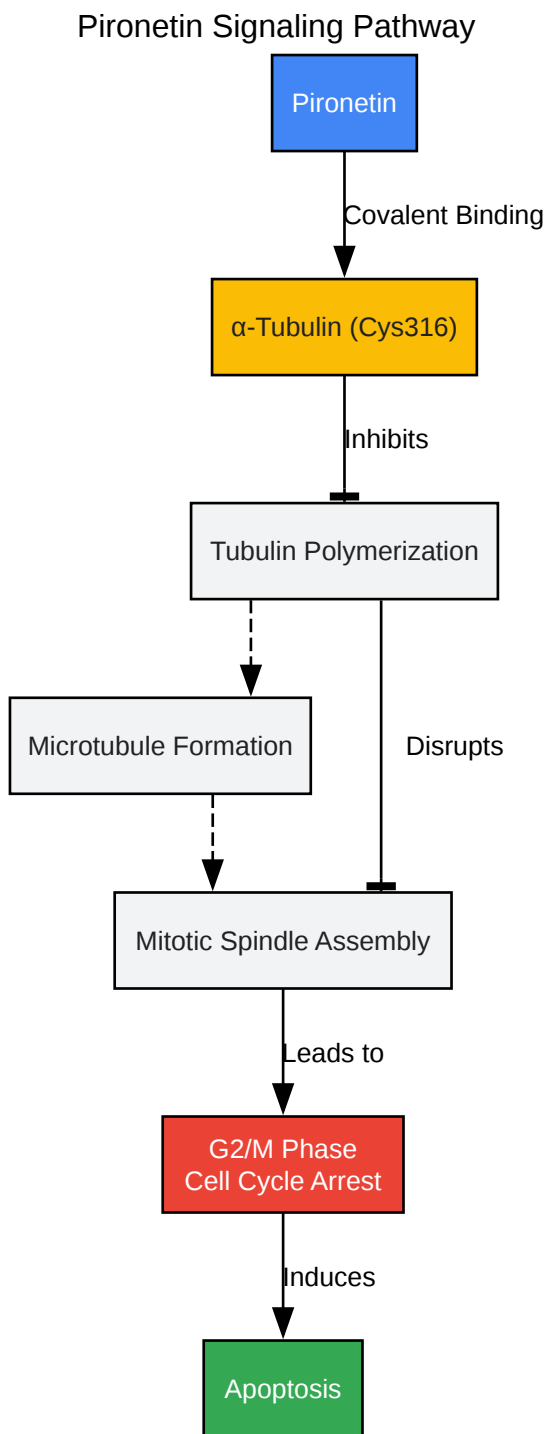 Pironetin Signaling Pathway
Pironetin
Covalent Binding
α-Tubulin (Cys316)
Inhibits
Tubulin Polymerization
Microtubule Formation
Disrupts
Mitotic Spindle Assembly
Leads to
G2/M Phase
Cell Cycle Arrest
Induces
Apoptosis